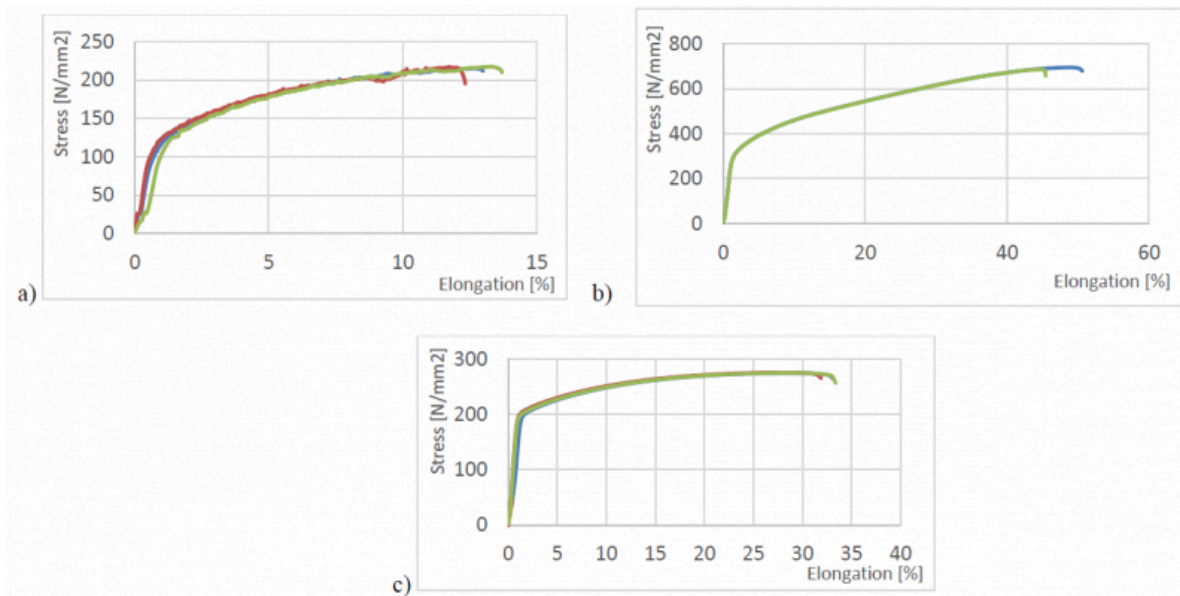 250
200
150
100
50
0
Stress [N/mm2]
0 5 10 15
Elongation [%]
a)
800
600
400
200
0
Stress [N/mm2]
0 20 40 60
Elongation [%]
b)
300
200
100
0
Stress [N/mm2]
0 5 10 15 20 25 30 35 40
Elongation [%]
c)